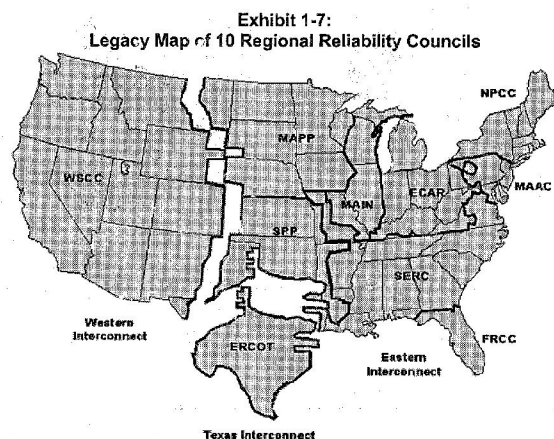 Exhibit 1-7:
Legacy Map of 10 Regional Reliability Councils
NPCC
MAPP
WSCC
MAIN
ECAR
MAAC
SPP
SERC
Western
Interconnect
ERCOT
Eastern
Interconnect
FRCC
Texas Interconnect